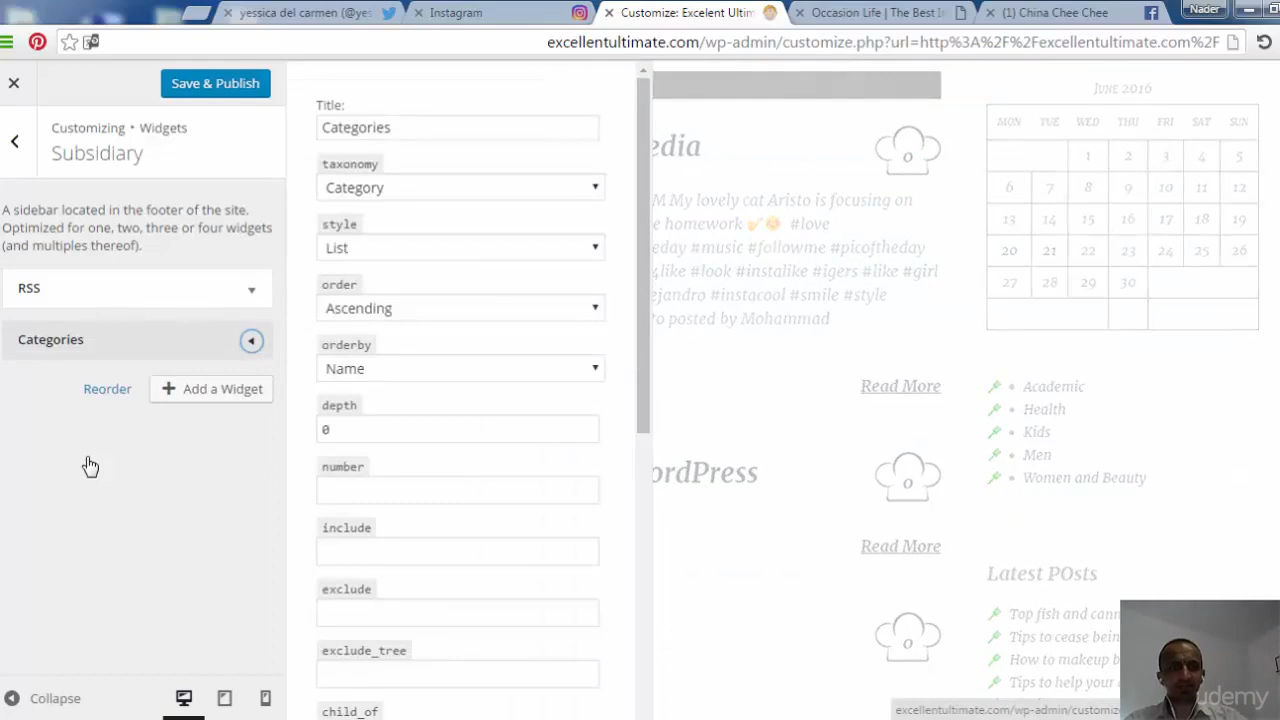 yessica del carmen (@yes
Instagram
Customize: Excelent Ultim
Occasion Life | The Best In
(1) China Chee Chee
Nader
excellentultimate.com/wp-admin/customize.php?url=http%3A%2F%2Fexcellentultimate.com%2F
Save & Publish
Customizing • Widgets
Subsidiary
A sidebar located in the footer of the site.
Optimized for one, two, three or four widgets
(and multiples thereof).
RSS
Categories
Reorder
Add a Widget
Collapse
Title:
Categories
taxonomy
Category
style
List
order
Ascending
orderby
Name
depth
0
number
include
exclude
exclude_tree
child_of
edia
0
M My lovely cat Aristo is focusing on
e homework #love
eday #music #followme #picoftheday
4like #look #instalike #igers #like #girl
ejandro #instacool #smile #style
o posted by Mohammad
Read More
ordPress
0
Read More
0
June 2016
MON TUE WED THU FRI SAT SUN
1 2 3 4 5
6 7 8 9 10 11 12
13 14 15 16 17 18 19
20 21 22 23 24 25 26
27 28 29 30
Academic
Health
Kids
Men
Women and Beauty
Latest POsts
Top fish and cann
Tips to cease bein
How to makeup b
Tips to help your
excellentultimate.com/wp-admin/customize
udemy